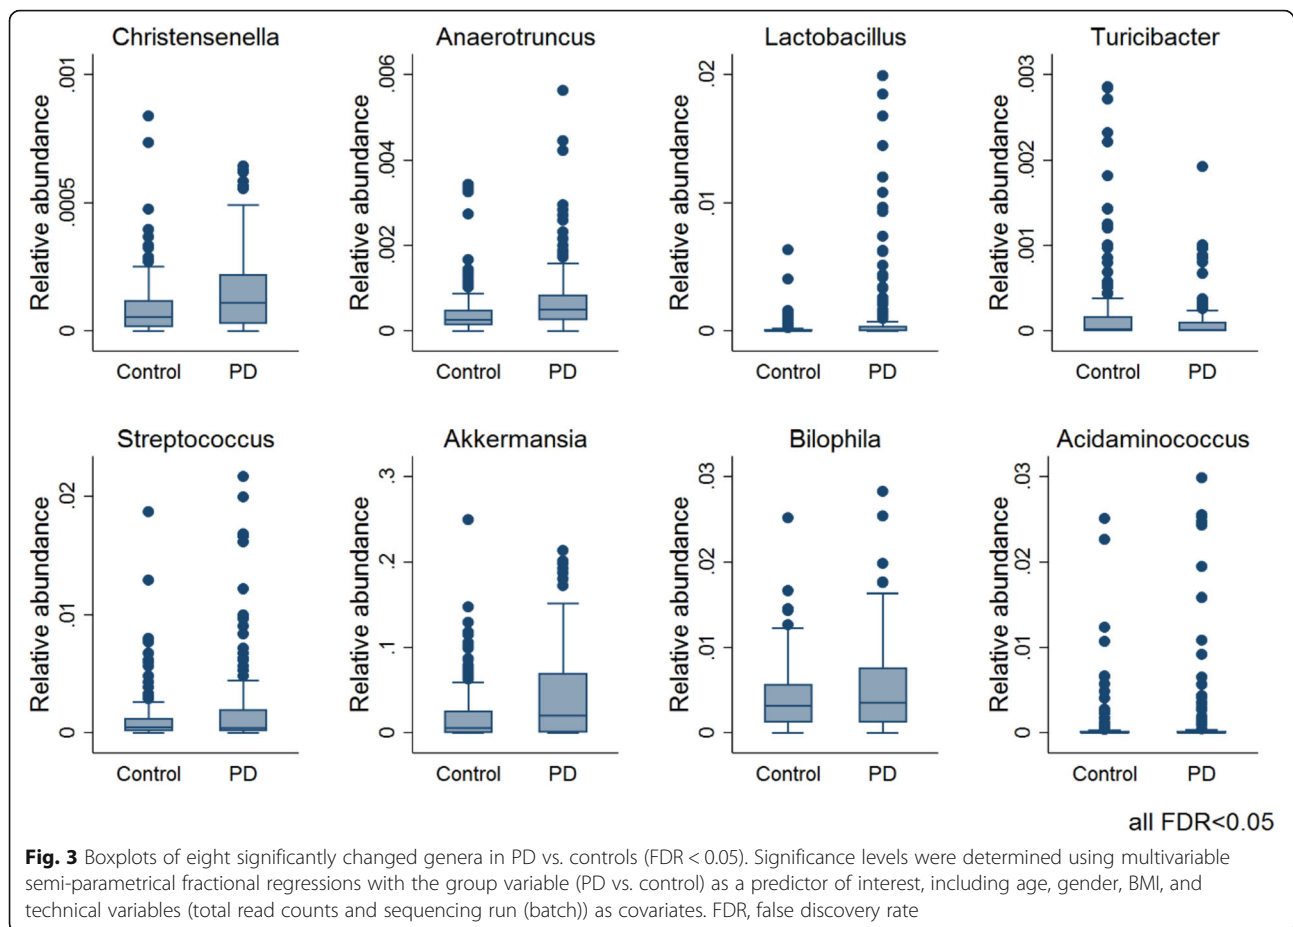 Christensenella
Anaerotruncus
Lactobacillus
Turicibacter
Relative abundance
0
.0005
.001
Control
PD
Relative abundance
0
.002
.004
.006
Control
PD
Relative abundance
0
.01
.02
Control
PD
Relative abundance
0
.001
.002
.003
Control
PD
Streptococcus
Akkermansia
Bilophila
Acidaminococcus
Relative abundance
0
.01
.02
Control
PD
Relative abundance
0
.1
.2
.3
Control
PD
Relative abundance
0
.01
.02
.03
Control
PD
Relative abundance
0
.01
.02
.03
Control
PD
all FDR<0.05
Fig. 3 Boxplots of eight significantly changed genera in PD vs. controls (FDR < 0.05). Significance levels were determined using multivariable
semi-parametrical fractional regressions with the group variable (PD vs. control) as a predictor of interest, including age, gender, BMI, and
technical variables (total read counts and sequencing run (batch)) as covariates. FDR, false discovery rate